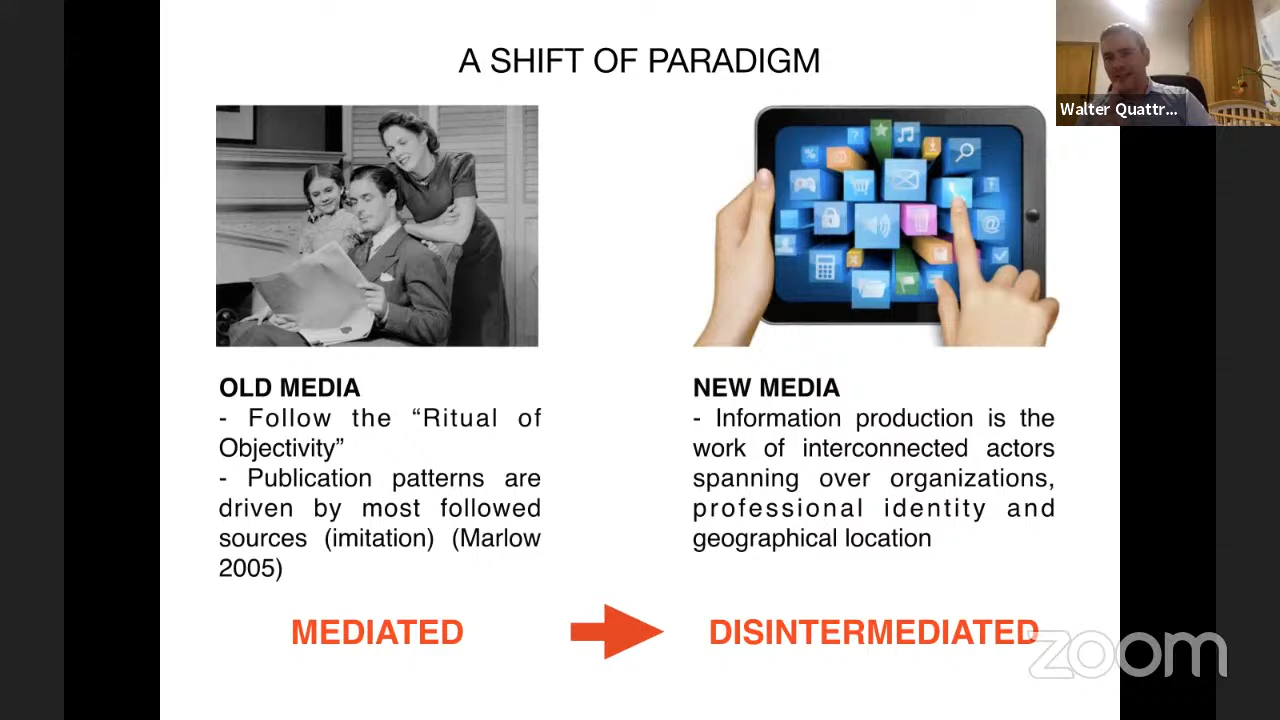 A SHIFT OF PARADIGM
Walter Quattr...
OLD MEDIA
- Follow the “Ritual of
Objectivity”
- Publication patterns are
driven by most followed
sources (imitation) (Marlow
2005)
NEW MEDIA
- Information production is the
work of interconnected actors
spanning over organizations,
professional identity and
geographical location
MEDIATED
DISINTERMEDIATED
zoom